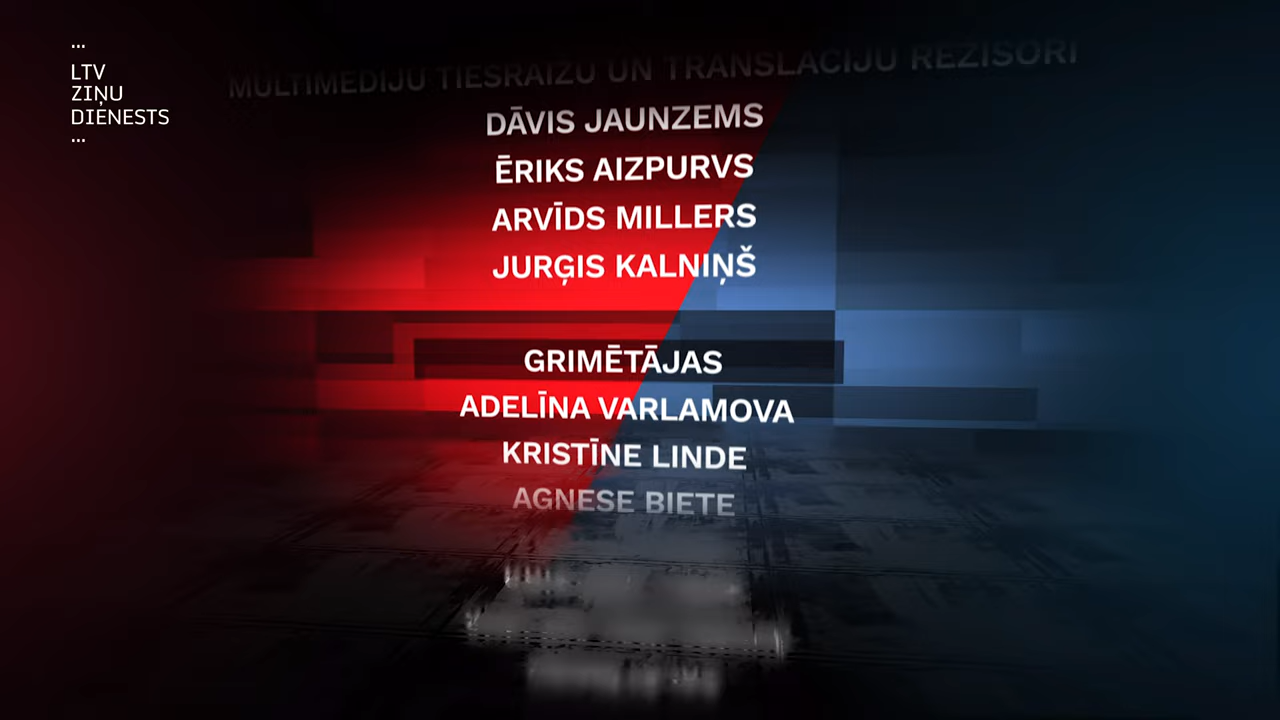 ...
LTV
ZIŅU
DIENESTS
...
MULTIMEDIJU TIEŠRAIŽU UN TRANSLĀCIJU REŽISORI
DĀVIS JAUNZEMS
ĒRIKS AIZPURVS
ARVĪDS MILLERS
JURĢIS KALNIŅŠ
GRIMĒTĀJAS
ADELĪNA VARLAMOVA
KRISTĪNE LINDE
AGNESE BIETE